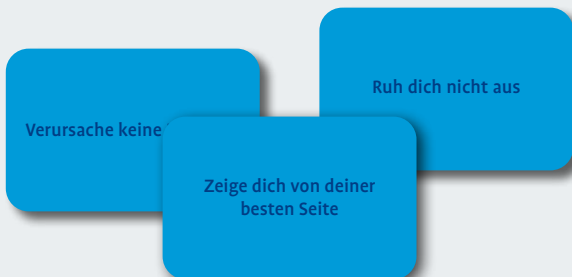 Ruh dich nicht aus
Verursache keine
Zeige dich von deiner
besten Seite